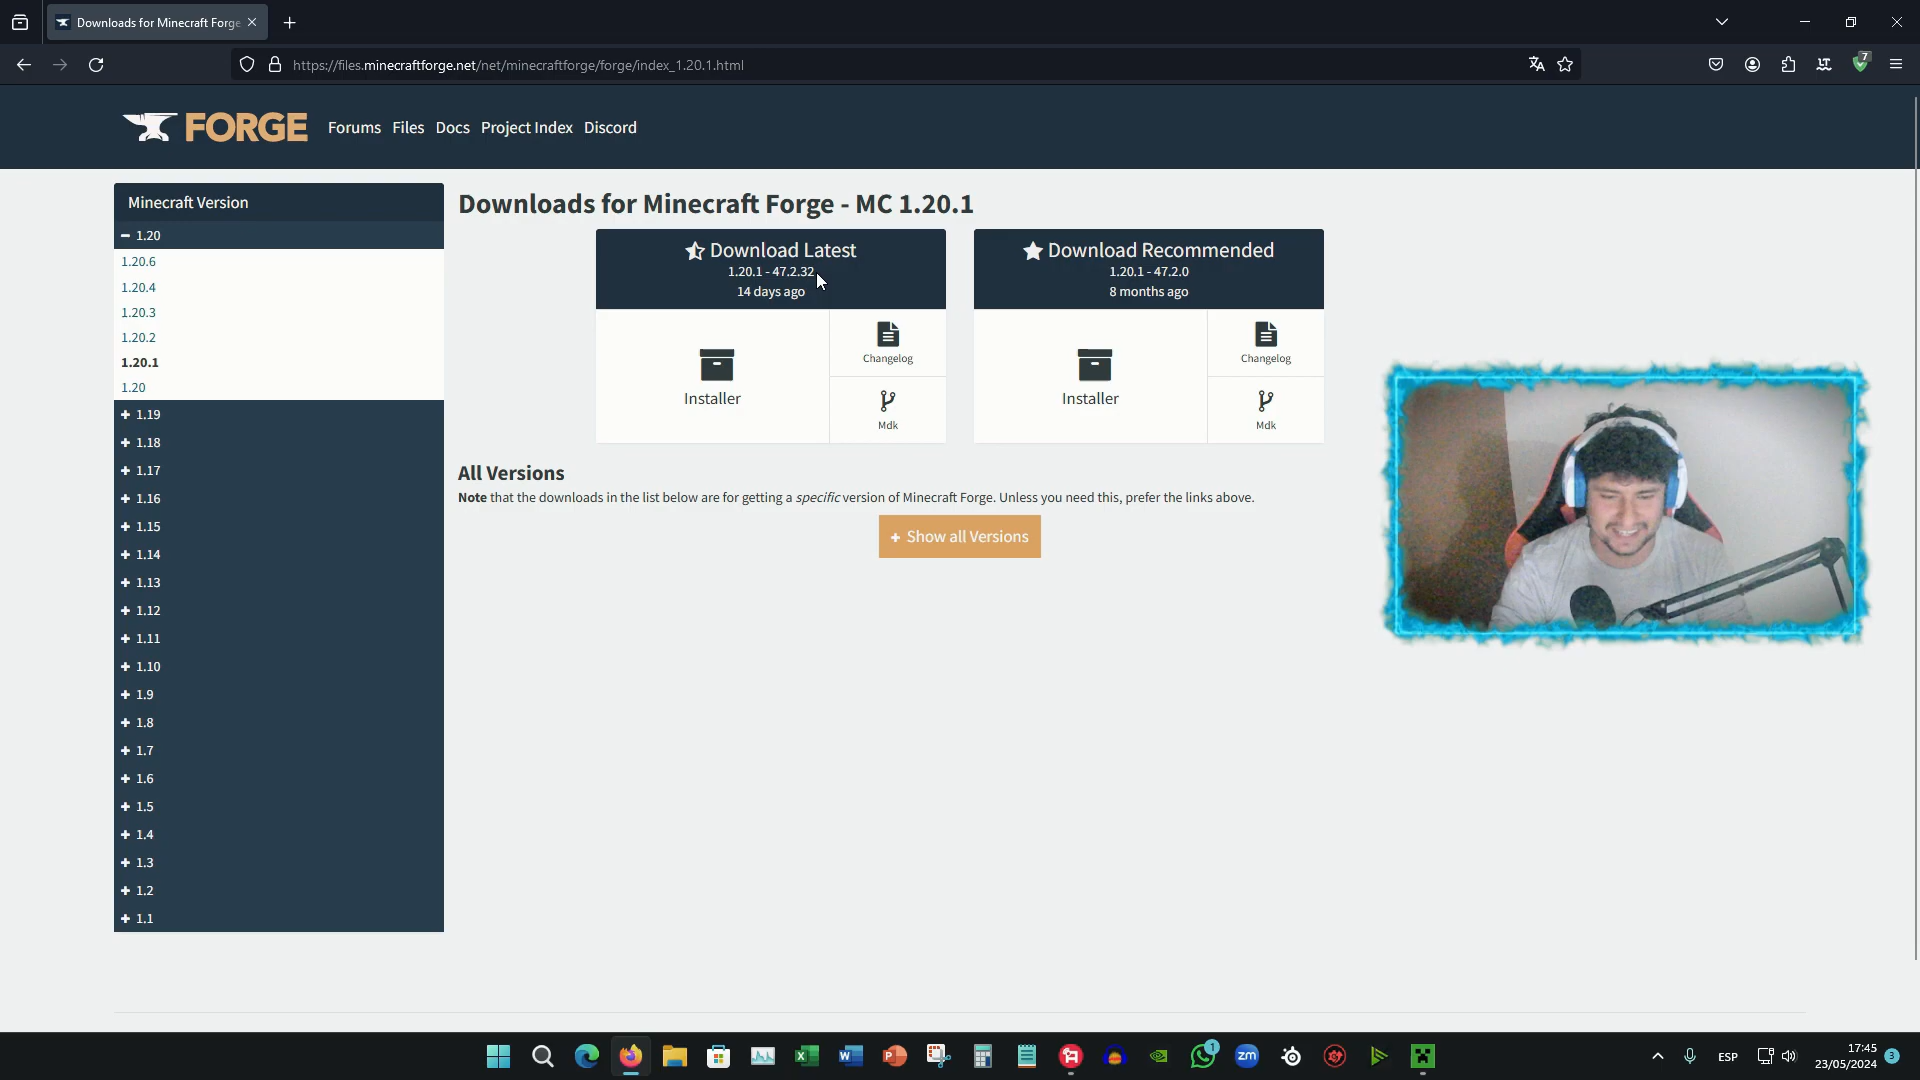 Downloads for Minecraft Forge
https://files.minecraftforge.net/net/minecraftforge/forge/index_1.20.1.html
7
FORGE
Forums
Files
Docs
Project Index
Discord
Minecraft Version
1.20
1.20.6
1.20.4
1.20.3
1.20.2
1.20.1
1.20
1.19
1.18
1.17
1.16
1.15
1.14
1.13
1.12
1.11
1.10
1.9
1.8
1.7
1.6
1.5
1.4
1.3
1.2
1.1
Downloads for Minecraft Forge - MC 1.20.1
Download Latest
1.20.1 - 47.2.32
14 days ago
Installer
Changelog
Mdk
Download Recommended
1.20.1 - 47.2.0
8 months ago
Installer
Changelog
Mdk
All Versions
Note that the downloads in the list below are for getting a specific version of Minecraft Forge. Unless you need this, prefer the links above.
+ Show all Versions
1
zm
ESP
17:45
23/05/2024
3